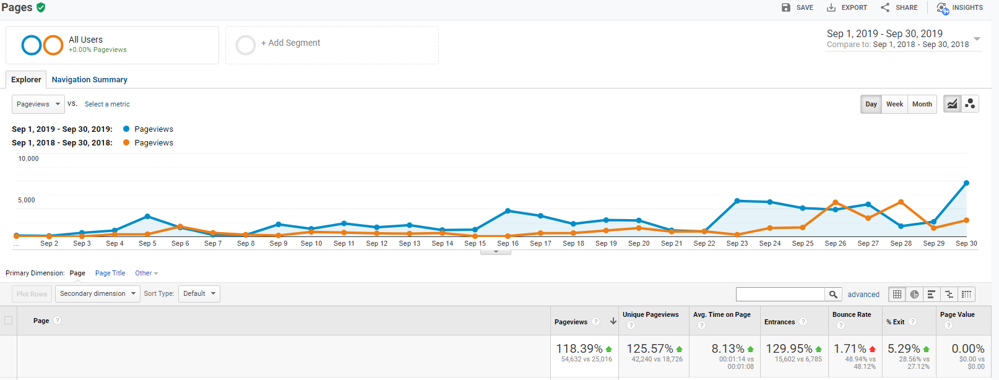 Pages
SAVE EXPORT SHARE INSIGHTS
9+
All Users
+0.00% Pageviews
+ Add Segment
Sep 1, 2019 - Sep 30, 2019
Compare to: Sep 1, 2018 - Sep 30, 2018
Explorer Navigation Summary
Pageviews vs. Select a metric
Day Week Month
Sep 1, 2019 - Sep 30, 2019: Pageviews
Sep 1, 2018 - Sep 30, 2018: Pageviews
10,000
5,000
... Sep 2 Sep 3 Sep 4 Sep 5 Sep 6 Sep 7 Sep 8 Sep 9 Sep 10 Sep 11 Sep 12 Sep 13 Sep 14 Sep 15 Sep 16 Sep 17 Sep 18 Sep 19 Sep 20 Sep 21 Sep 22 Sep 23 Sep 24 Sep 25 Sep 26 Sep 27 Sep 28 Sep 29 Sep 30
Primary Dimension: Page Page Title Other
Plot Rows Secondary dimension Sort Type: Default advanced
Page ? Pageviews ? Unique Pageviews ? Avg. Time on Page ? Entrances ? Bounce Rate ? % Exit ? Page Value ?
118.39% 125.57% 8.13% 129.95% 1.71% 5.29% 0.00%
54,632 vs 25,016 42,240 vs 18,726 00:01:14 vs 15,602 vs 6,785 48.94% vs 28.56% vs $0.00 vs
00:01:08 48.12% 27.12% $0.00